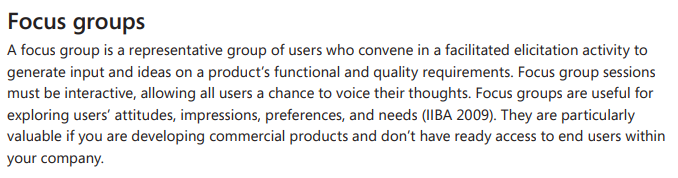 Focus groups
A focus group is a representative group of users who convene in a facilitated elicitation activity to
generate input and ideas on a product’s functional and quality requirements. Focus group sessions
must be interactive, allowing all users a chance to voice their thoughts. Focus groups are useful for
exploring users’ attitudes, impressions, preferences, and needs (IIBA 2009). They are particularly
valuable if you are developing commercial products and don’t have ready access to end users within
your company.